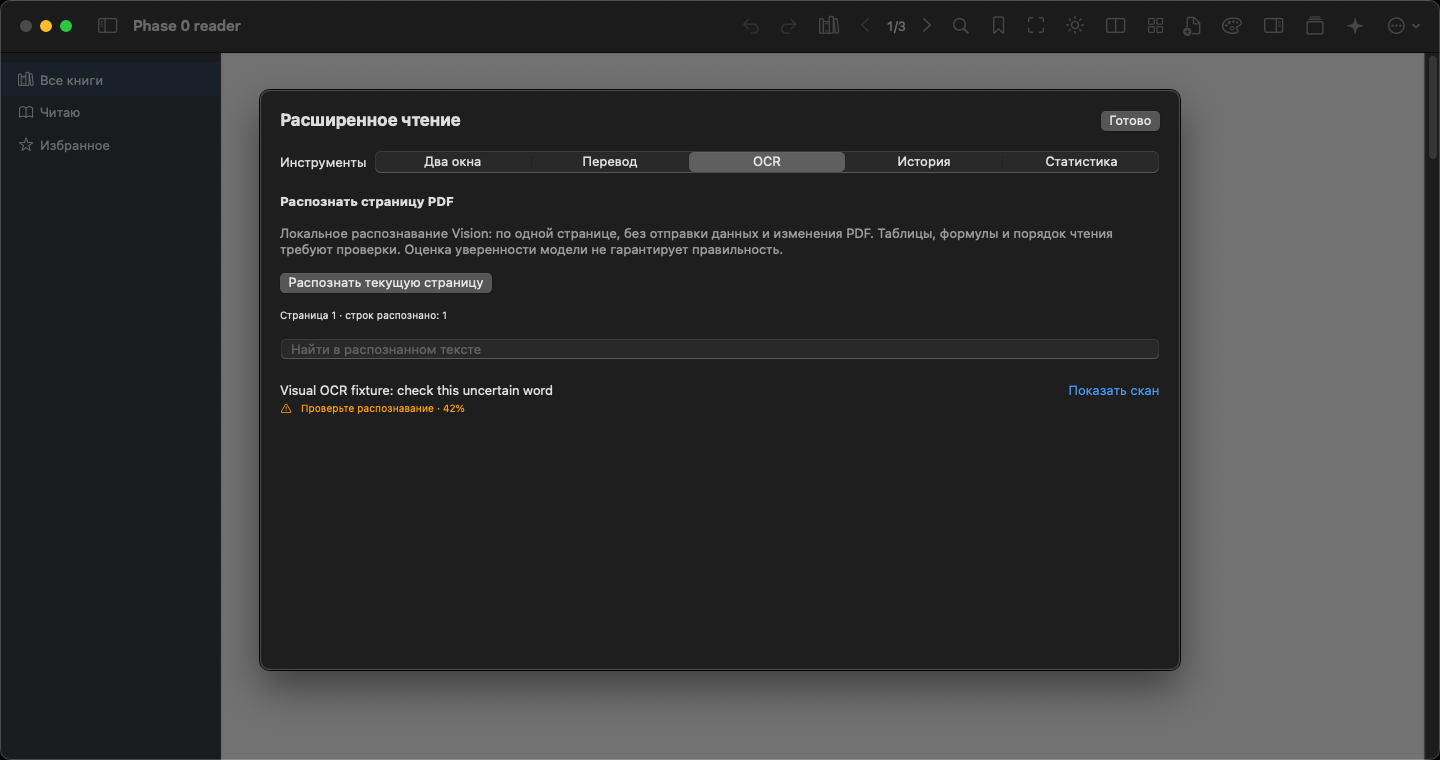 Phase 0 reader
1/3
Все книги
Читаю
Избранное
Расширенное чтение
Готово
Инструменты
Два окна
Перевод
OCR
История
Статистика
Распознать страницу PDF
Локальное распознавание Vision: по одной странице, без отправки данных и изменения PDF. Таблицы, формулы и порядок чтения
требуют проверки. Оценка уверенности модели не гарантирует правильность.
Распознать текущую страницу
Страница 1 · строк распознано: 1
Найти в распознанном тексте
Visual OCR fixture: check this uncertain word
Показать скан
Проверьте распознавание · 42%